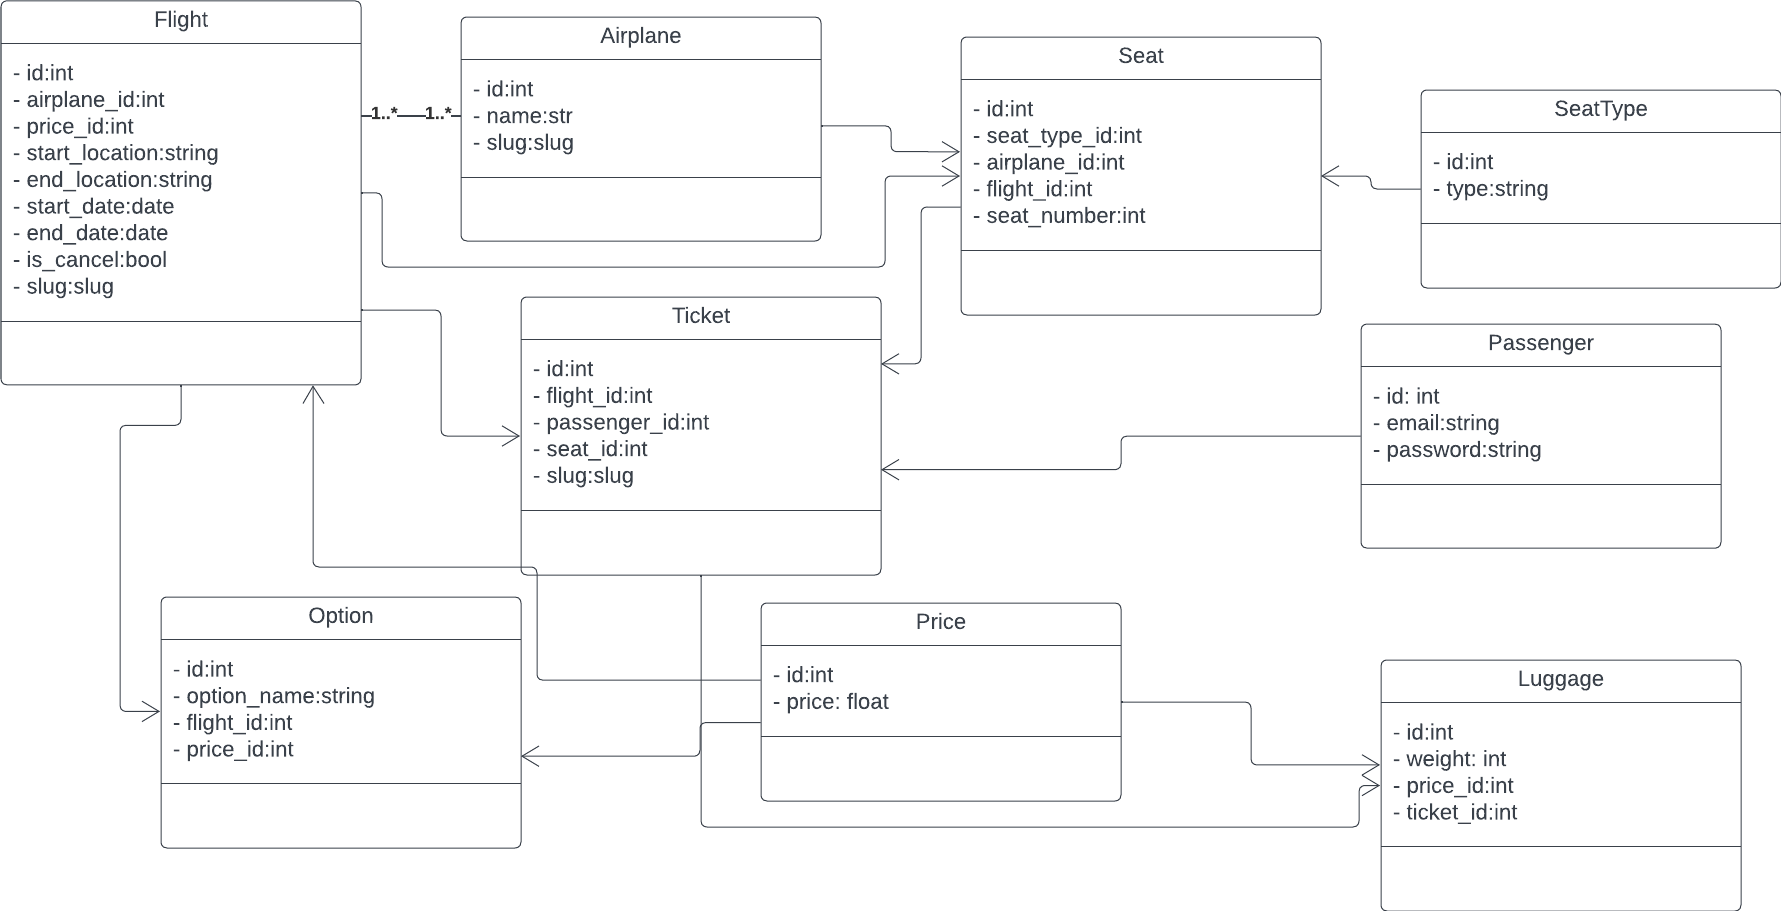 Flight
- id:int
- airplane_id:int
- price_id:int
- start_location:string
- end_location:string
- start_date:date
- end_date:date
- is_cancel:bool
- slug:slug
1..*
1..*
Airplane
- id:int
- name:str
- slug:slug
Seat
- id:int
- seat_type_id:int
- airplane_id:int
- flight_id:int
- seat_number:int
SeatType
- id:int
- type:string
Ticket
- id:int
- flight_id:int
- passenger_id:int
- seat_id:int
- slug:slug
Passenger
- id: int
- email:string
- password:string
Option
- id:int
- option_name:string
- flight_id:int
- price_id:int
Price
- id:int
- price: float
Luggage
- id:int
- weight: int
- price_id:int
- ticket_id:int